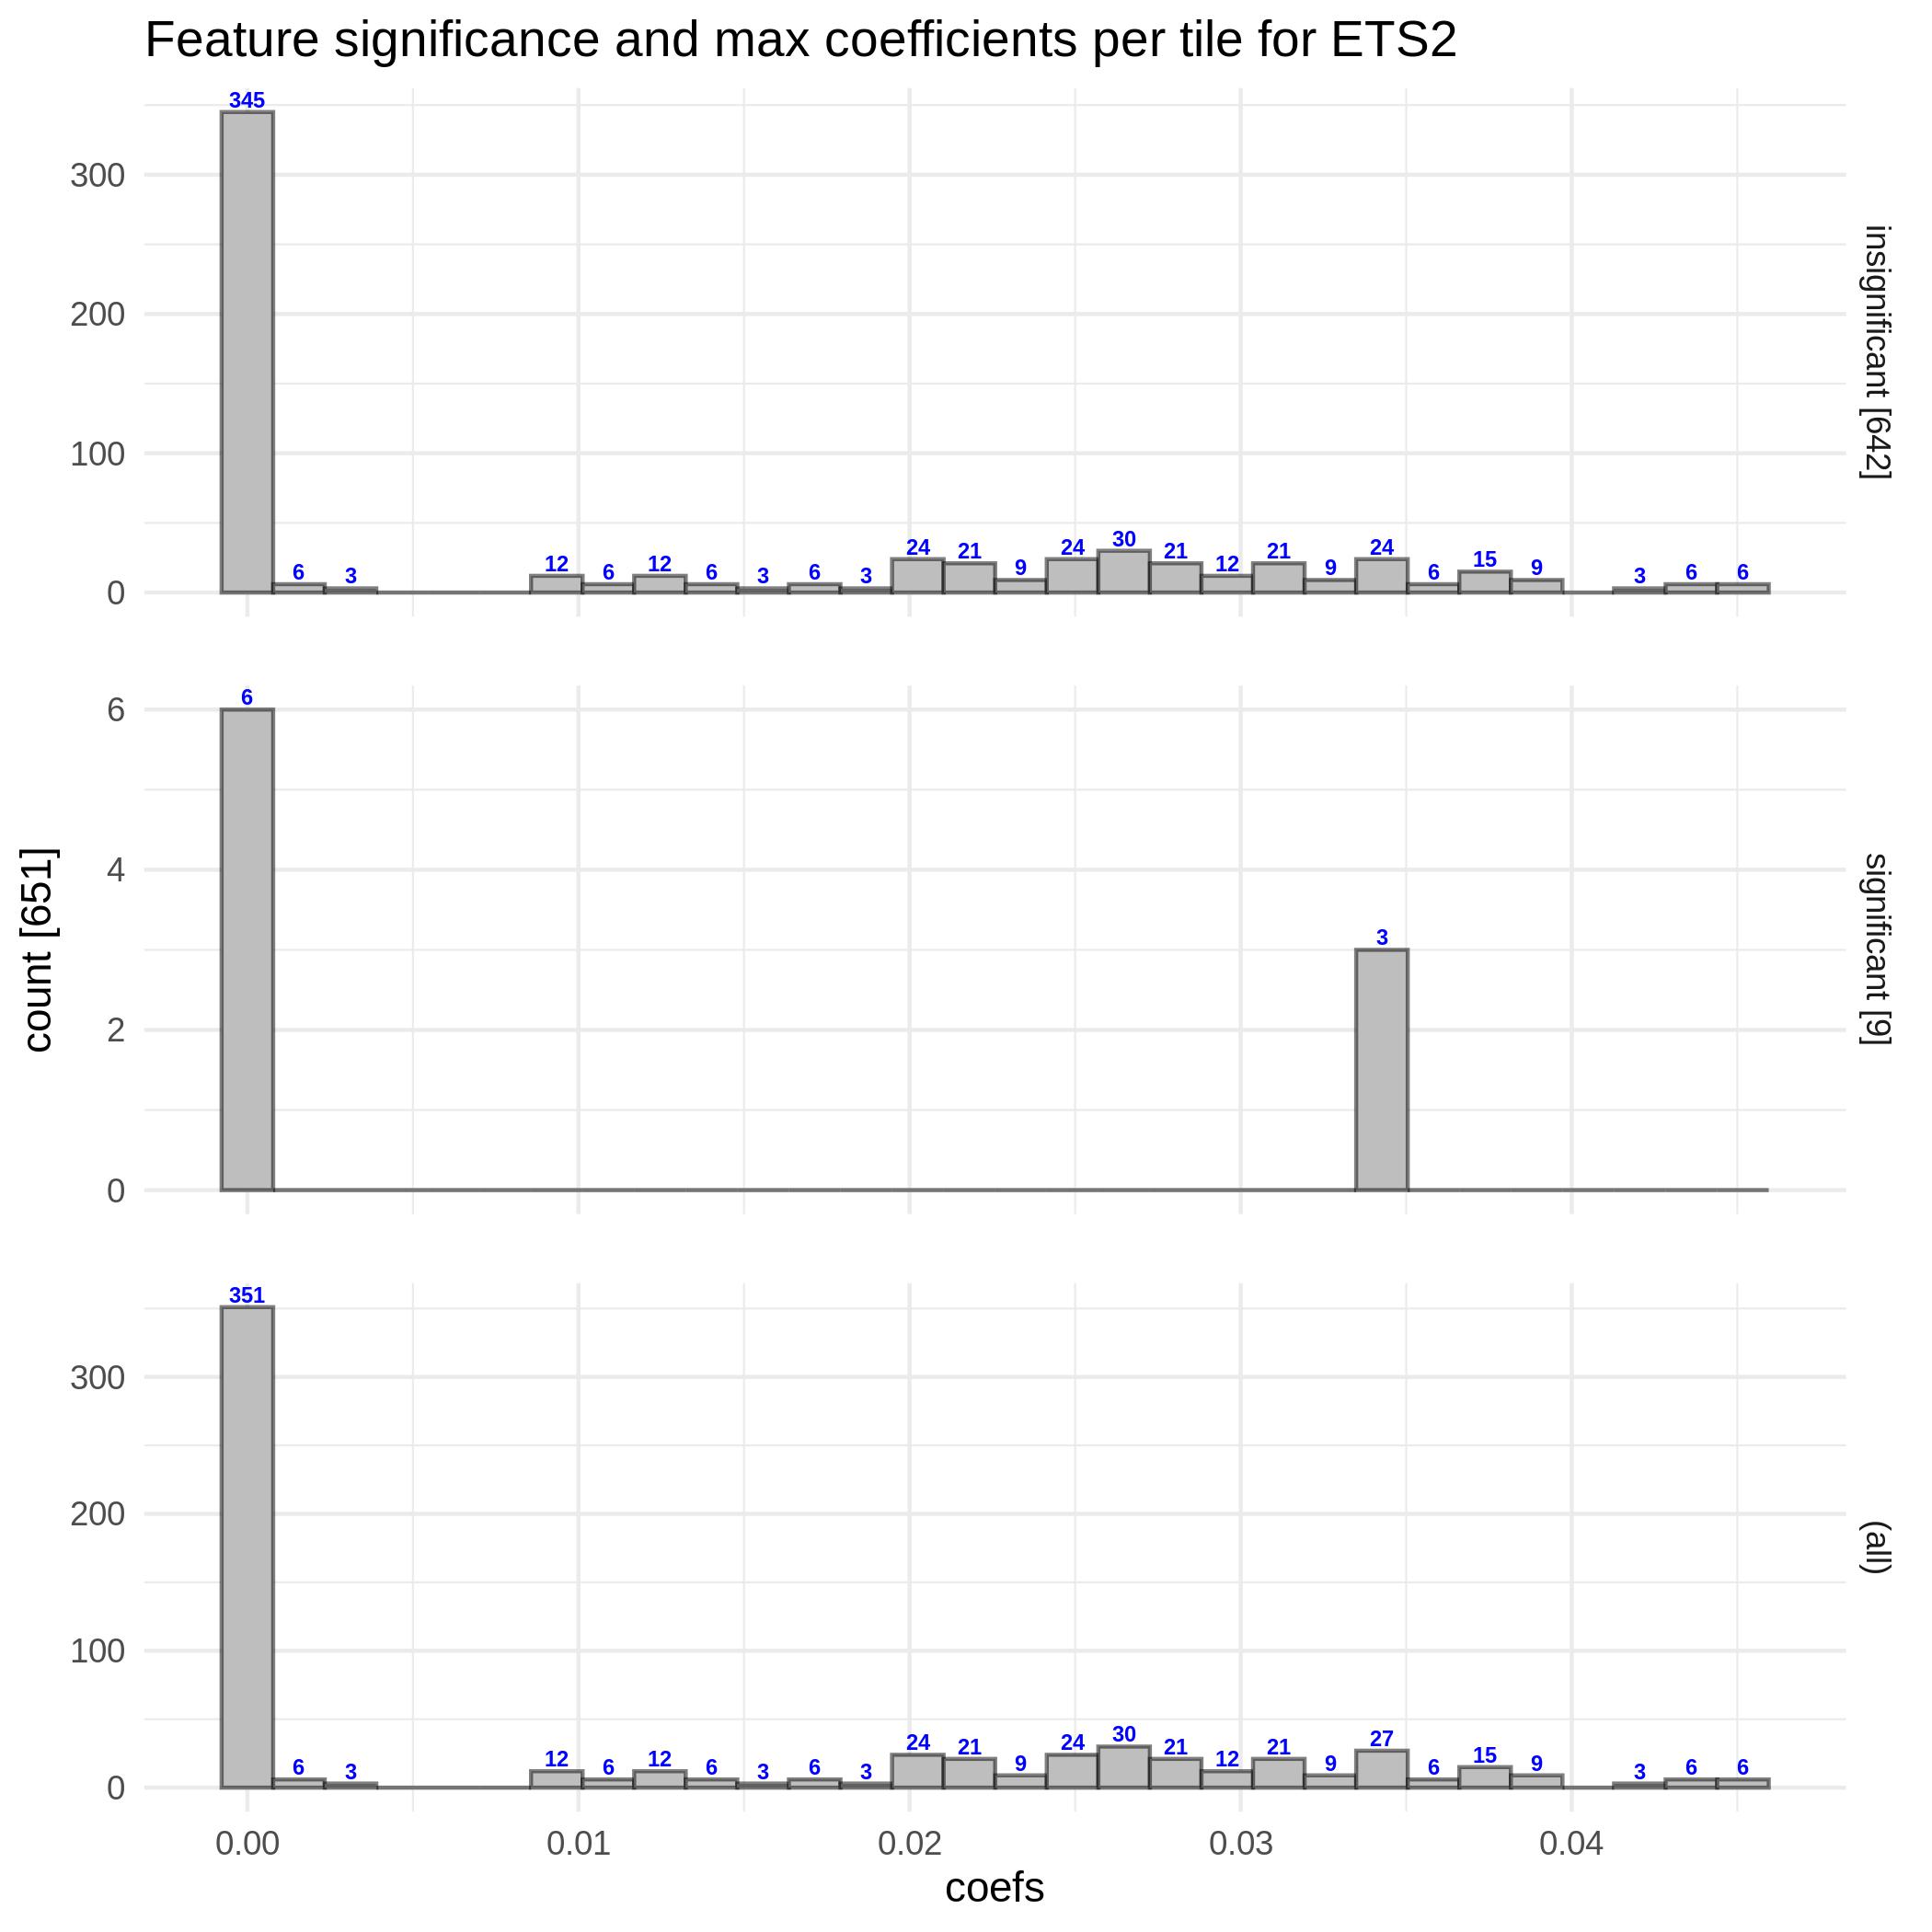 Feature significance and max coefficients per tile for ETS2
345
300
200
100
0
6 3 12 6 12 6 3 6 3 24 21 9 24 30 21 12 21 9 24 6 15 9 3 6 6
insignificant [642]
count [651]
6
6
4
2
0
3
significant [9]
351
300
200
100
0
6 3 12 6 12 6 3 6 3 24 21 9 24 30 21 12 21 9 27 6 15 9 3 6 6
(all)
0.00 0.01 0.02 0.03 0.04
coefs